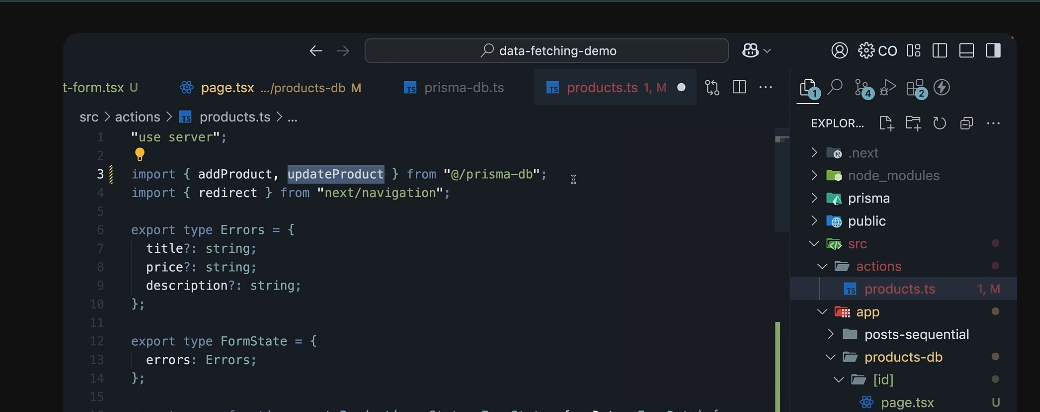 data-fetching-demo
CO
t-form.tsx U
page.tsx .../products-db M
prisma-db.ts
products.ts 1, M
src > actions > products.ts > ...
EXPLOR...
1
4
2
1 "use server";
2
3 import { addProduct, updateProduct } from "@/prisma-db";
4 import { redirect } from "next/navigation";
5
6 export type Errors = {
7 title?: string;
8 price?: string;
9 description?: string;
10 };
11
12 export type FormState = {
13 errors: Errors;
14 };
15
.next
node_modules
prisma
public
src
actions
products.ts 1, M
app
posts-sequential
products-db
[id]
page.tsx U